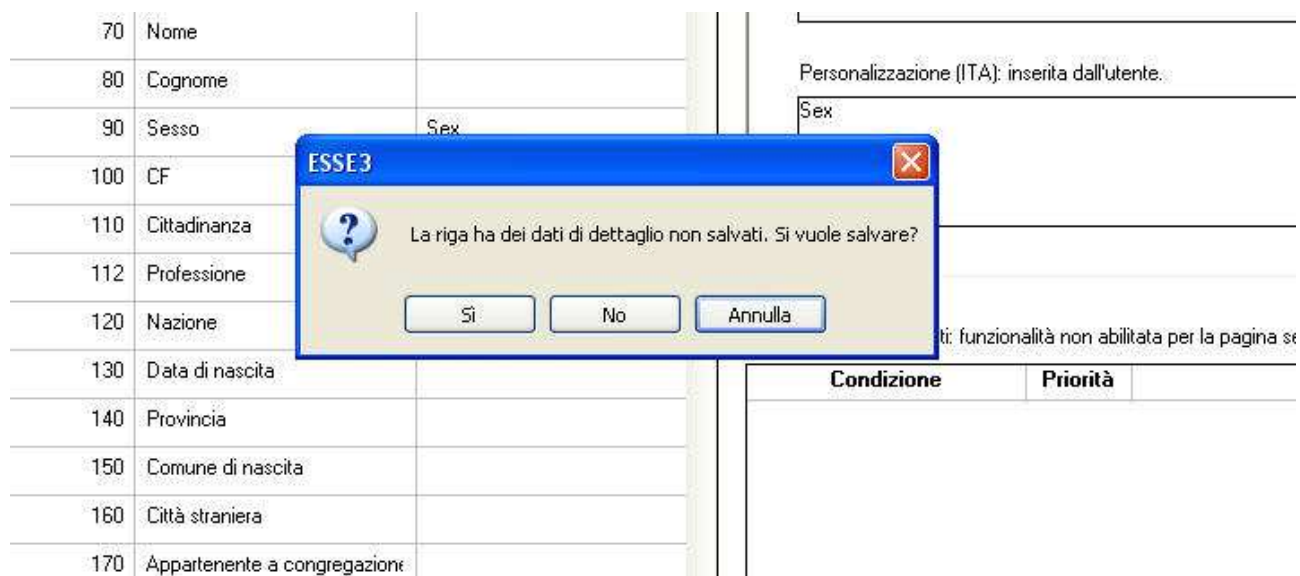 70 Nome
80 Cognome
90 Sesso Sex
100 CF
110 Cittadinanza
112 Professione
120 Nazione
130 Data di nascita
140 Provincia
150 Comune di nascita
160 Città straniera
170 Appartenente a congregazione
Personalizzazione (ITA): inserita dall'utente.
Sex
ESSE3
La riga ha dei dati di dettaglio non salvati. Si vuole salvare?
Sì No Annulla
ti: funzionalità non abilitata per la pagina se
Condizione Priorità